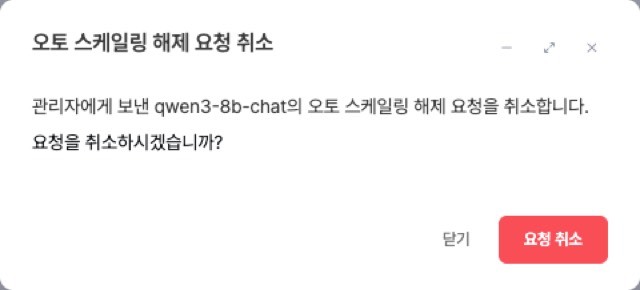 오토 스케일링 해제 요청 취소
관리자에게 보낸 qwen3-8b-chat의 오토 스케일링 해제 요청을 취소합니다.
요청을 취소하시겠습니까?
닫기
요청 취소